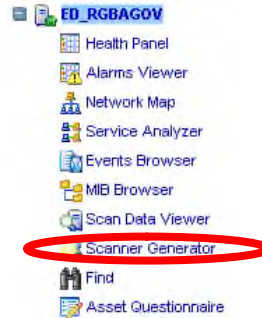 ED_RGBAGOV
Health Panel
Alarms Viewer
Network Map
Service Analyzer
Events Browser
MIB Browser
Scan Data Viewer
Scanner Generator
Find
Asset Questionnaire